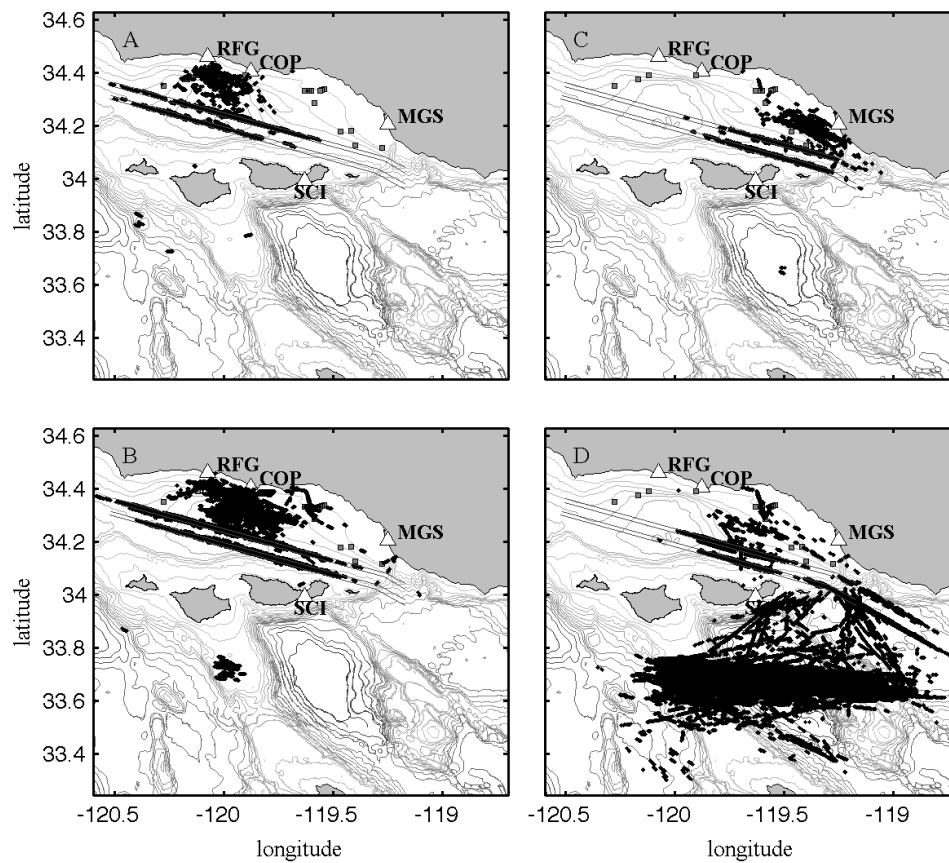 34.6
34.4
34.2
34
33.8
33.6
33.4
latitude
A
RFG
COP
MGS
SCI
C
RFG
COP
MGS
SCI
34.6
34.4
34.2
34
33.8
33.6
33.4
latitude
B
RFG
COP
MGS
SCI
-120.5
-120
-119.5
-119
longitude
D
RFG
COP
MGS
-120.5
-120
-119.5
-119
longitude